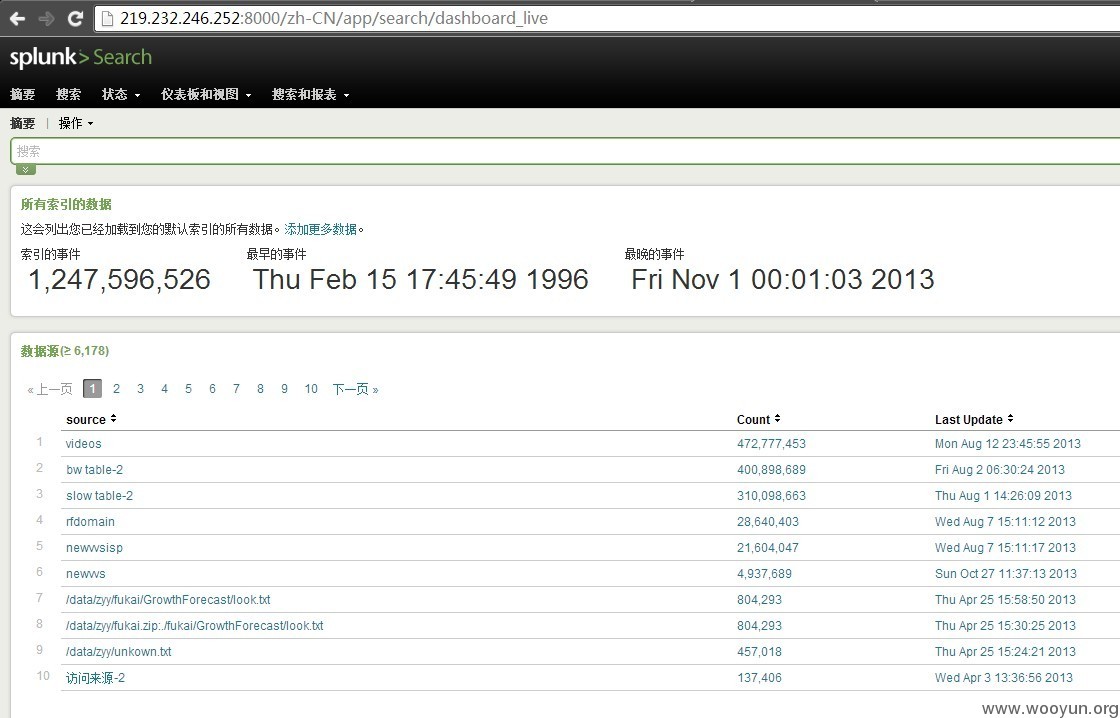 219.232.246.252:8000/zh-CN/app/search/dashboard_live
splunk> Search
摘要 搜索 状态 仪表板和视图 搜索和报表
摘要 | 操作
搜索
所有索引的数据
这会列出您已经加载到您的默认索引的所有数据。添加更多数据。
索引的事件 最早的事件 最晚的事件
1,247,596,526 Thu Feb 15 17:45:49 1996 Fri Nov 1 00:01:03 2013
数据源(≥ 6,178)
«上一页 1 2 3 4 5 6 7 8 9 10 下一页 »
source Count Last Update
1 videos 472,777,453 Mon Aug 12 23:45:55 2013
2 bw table-2 400,898,689 Fri Aug 2 06:30:24 2013
3 slow table-2 310,098,663 Thu Aug 1 14:26:09 2013
4 rfdomain 28,640,403 Wed Aug 7 15:11:12 2013
5 newvvsisp 21,604,047 Wed Aug 7 15:11:17 2013
6 newvvs 4,937,689 Sun Oct 27 11:37:13 2013
7 /data/zyy/fukai/GrowthForecast/look.txt 804,293 Thu Apr 25 15:58:50 2013
8 /data/zyy/fukai.zip:./fukai/GrowthForecast/look.txt 804,293 Thu Apr 25 15:30:25 2013
9 /data/zyy/unkown.txt 457,018 Thu Apr 25 15:24:21 2013
10 访问来源-2 137,406 Wed Apr 3 13:36:56 2013
www.wooyun.org